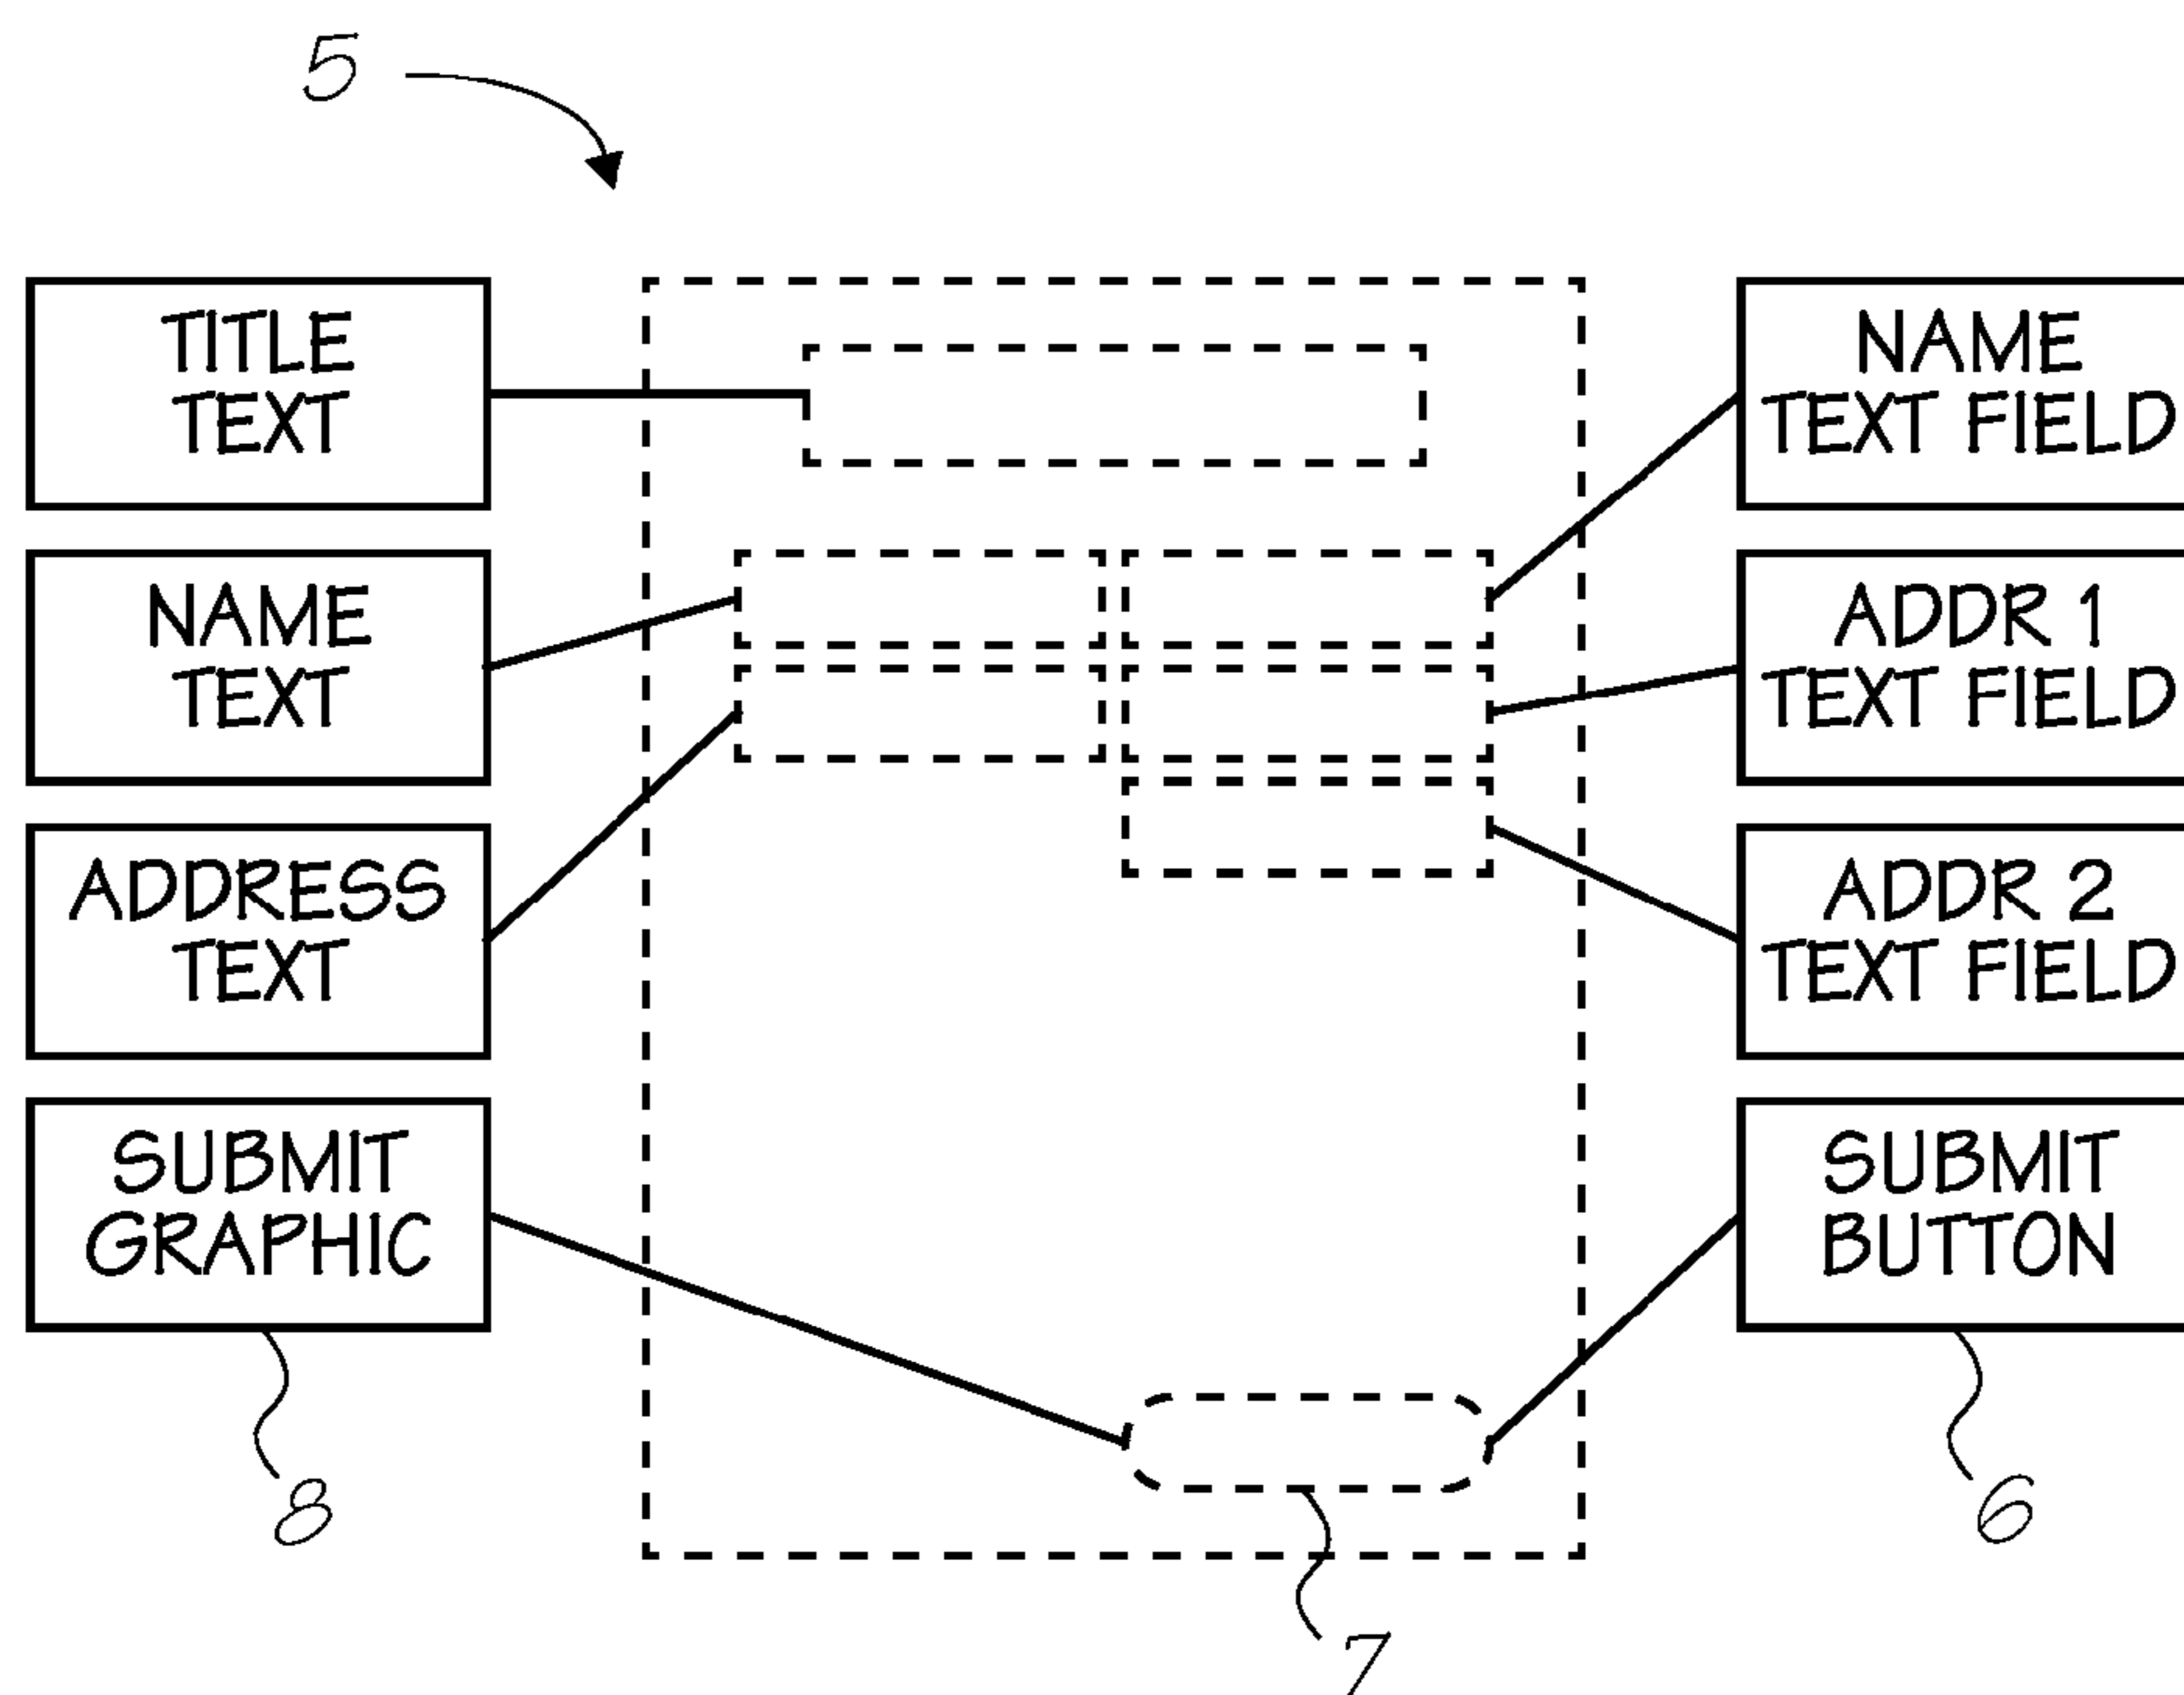 5
TITLE
TEXT
NAME
TEXT FIELD
NAME
TEXT
ADDR 1
TEXT FIELD
ADDRESS
TEXT
ADDR 2
TEXT FIELD
SUBMIT
GRAPHIC
SUBMIT
BUTTON
8
6
7